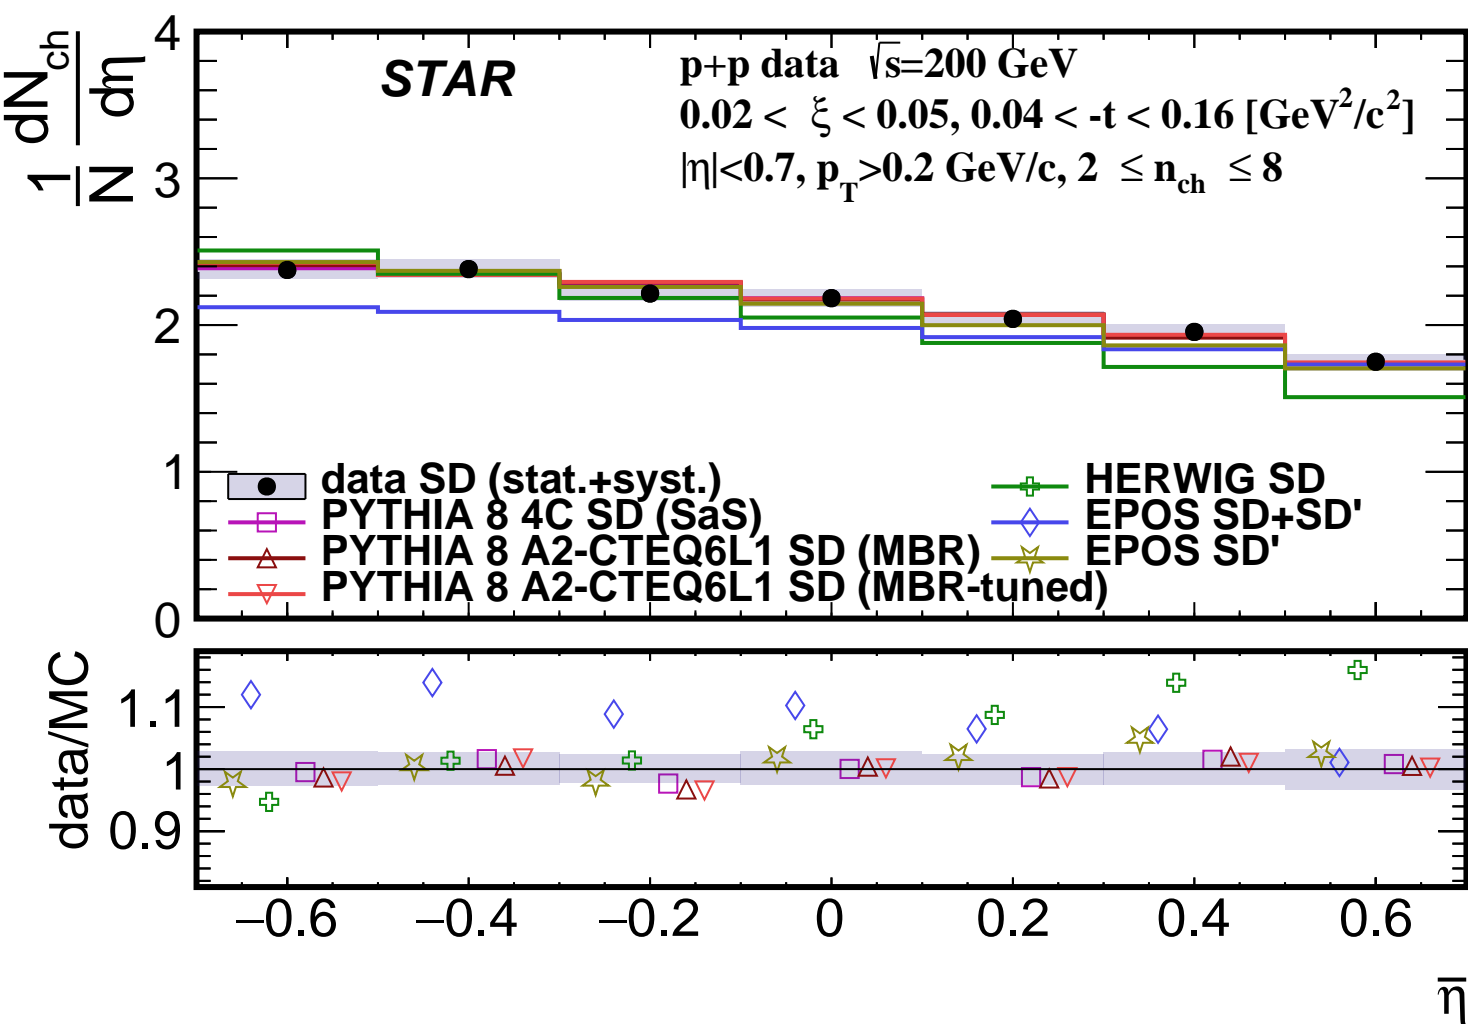 1/N dN_ch/dη
STAR
p+p data √s=200 GeV
0.02 < ξ < 0.05, 0.04 < -t < 0.16 [GeV²/c²]
|η|<0.7, p_T>0.2 GeV/c, 2 ≤ n_ch ≤ 8
4
3
2
1
0
data SD (stat.+syst.)
PYTHIA 8 4C SD (SaS)
PYTHIA 8 A2-CTEQ6L1 SD (MBR)
PYTHIA 8 A2-CTEQ6L1 SD (MBR-tuned)
HERWIG SD
EPOS SD+SD'
EPOS SD'
data/MC
1.1
1
0.9
−0.6 −0.4 −0.2 0 0.2 0.4 0.6
η̅